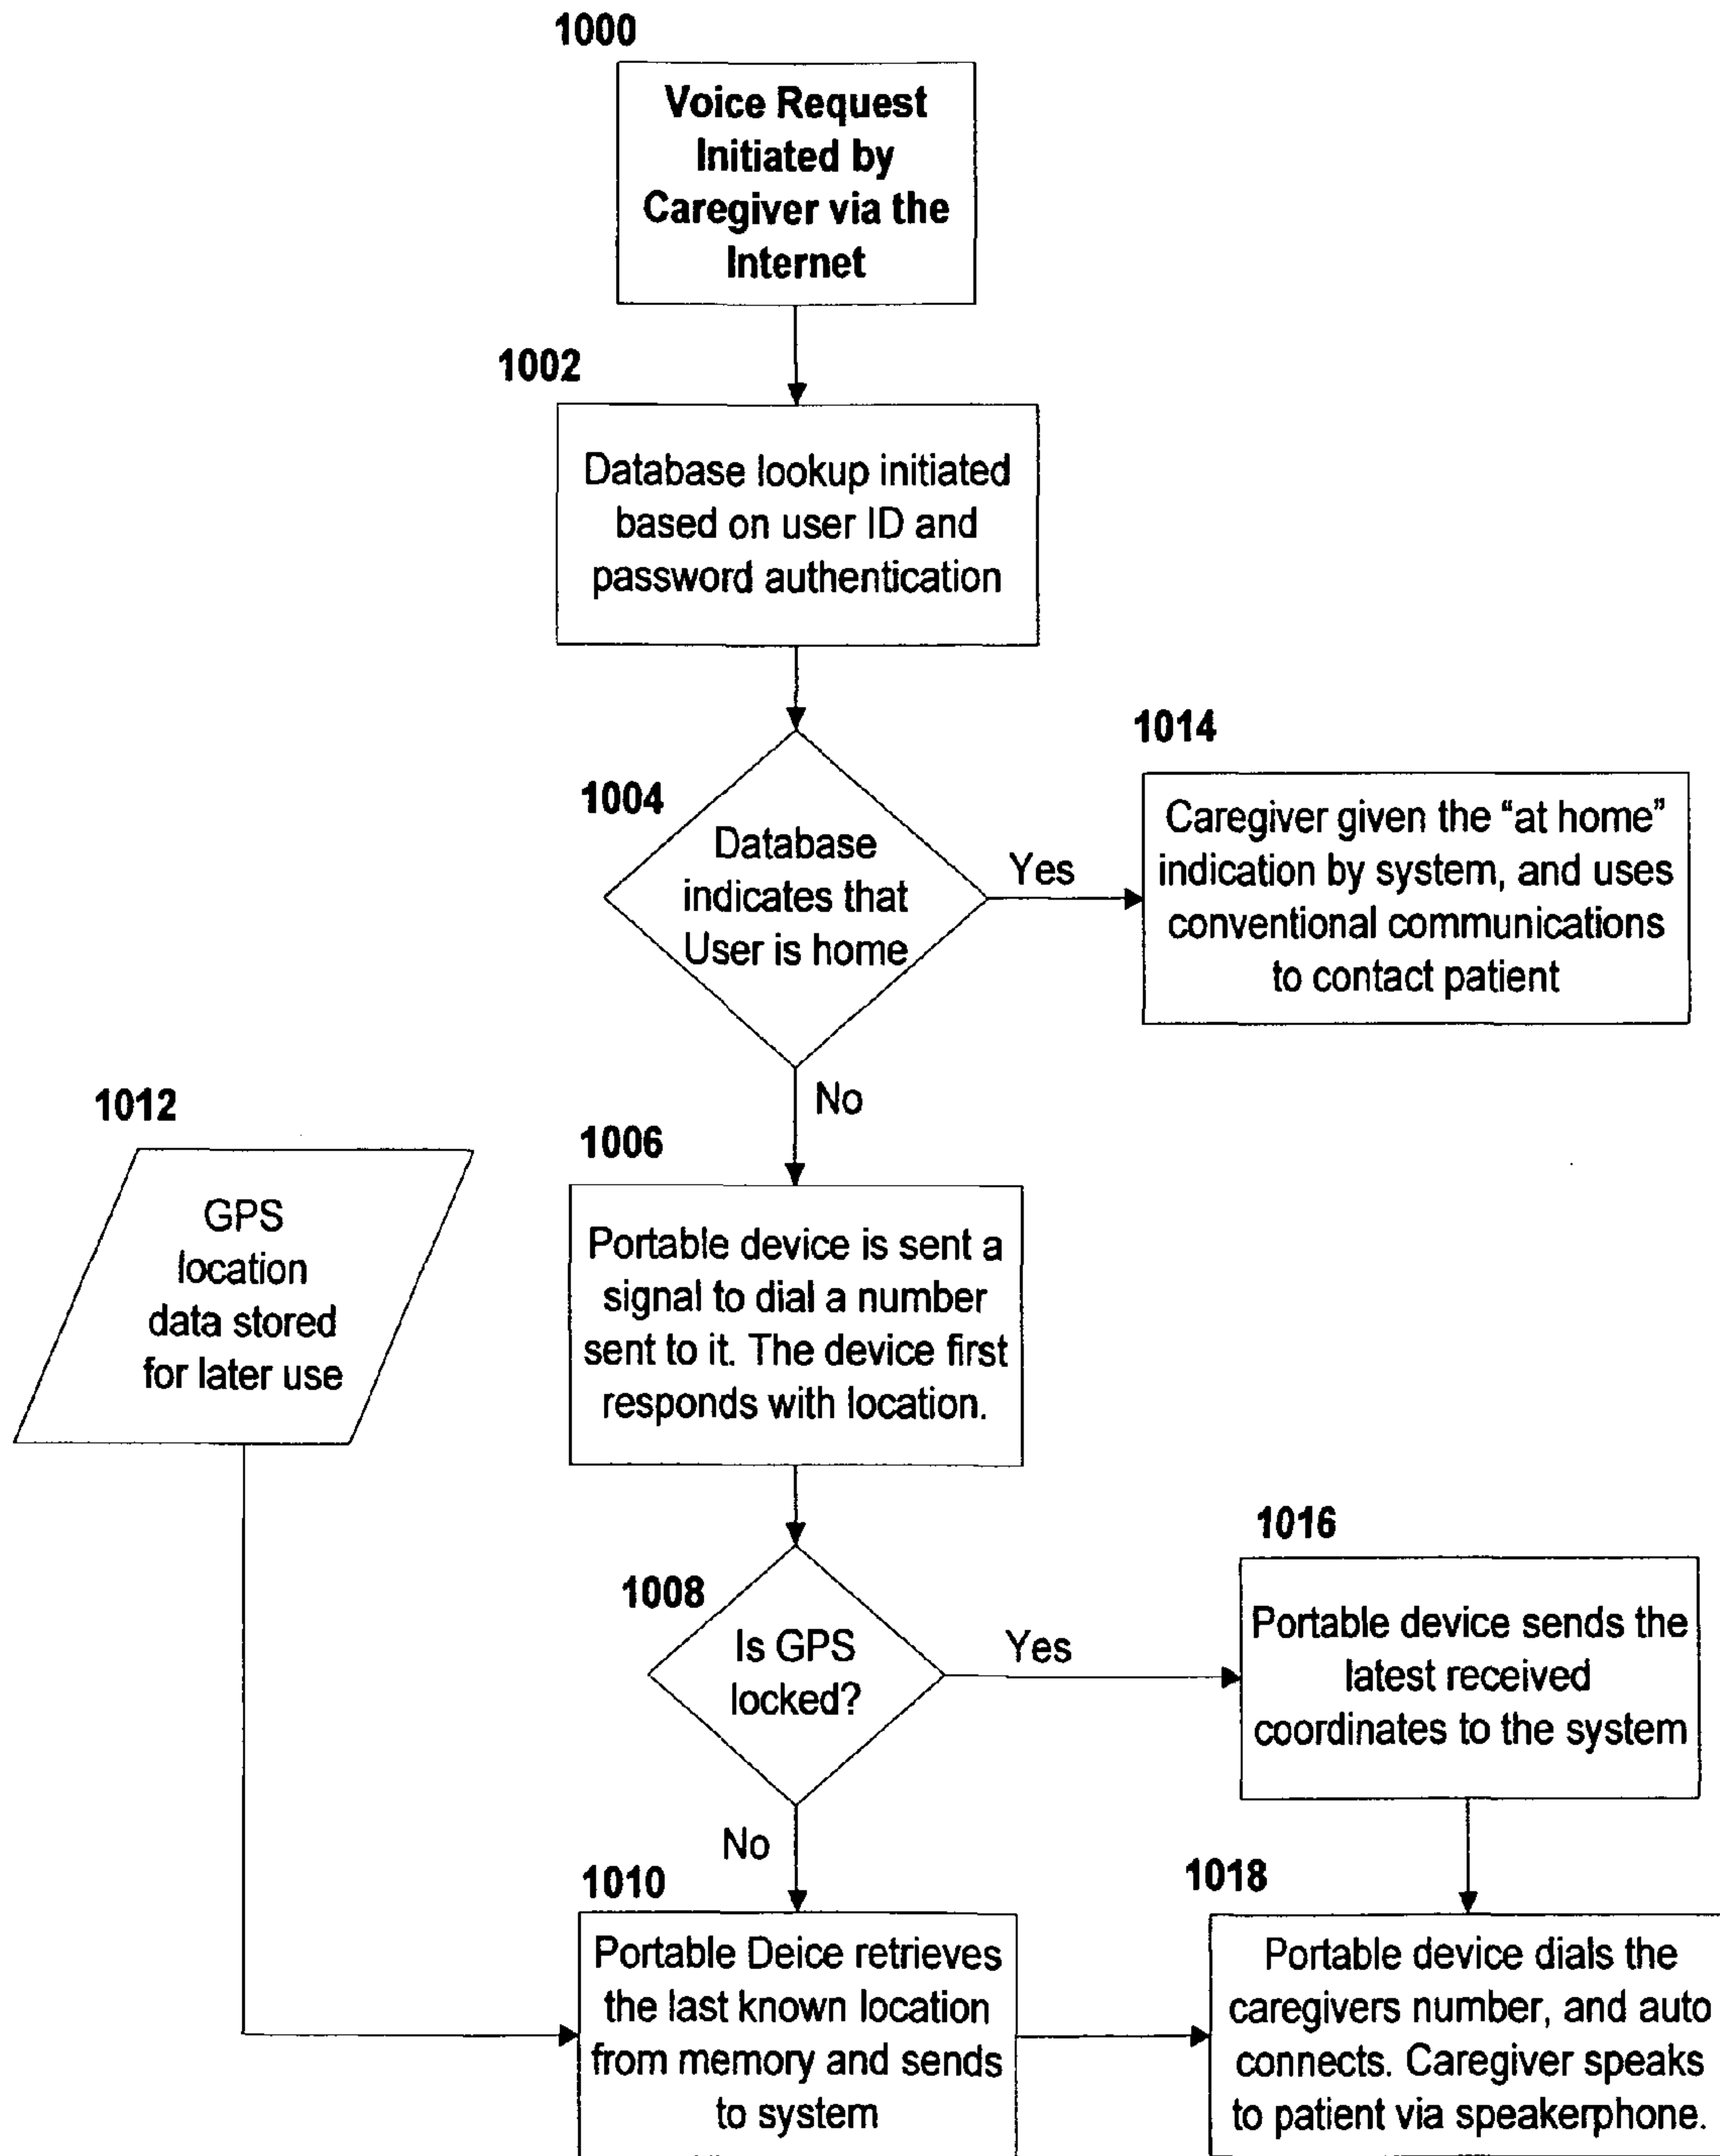 1000
Voice Request
Initiated by
Caregiver via the
Internet
1002
Database lookup initiated
based on user ID and
password authentication
1004
Database
indicates that
User is home
Yes
1014
Caregiver given the “at home”
indication by system, and uses
conventional communications
to contact patient
No
1012
GPS
location
data stored
for later use
1006
Portable device is sent a
signal to dial a number
sent to it. The device first
responds with location.
1008
Is GPS
locked?
Yes
1016
Portable device sends the
latest received
coordinates to the system
No
1010
Portable Deice retrieves
the last known location
from memory and sends
to system
1018
Portable device dials the
caregivers number, and auto
connects. Caregiver speaks
to patient via speakerphone.